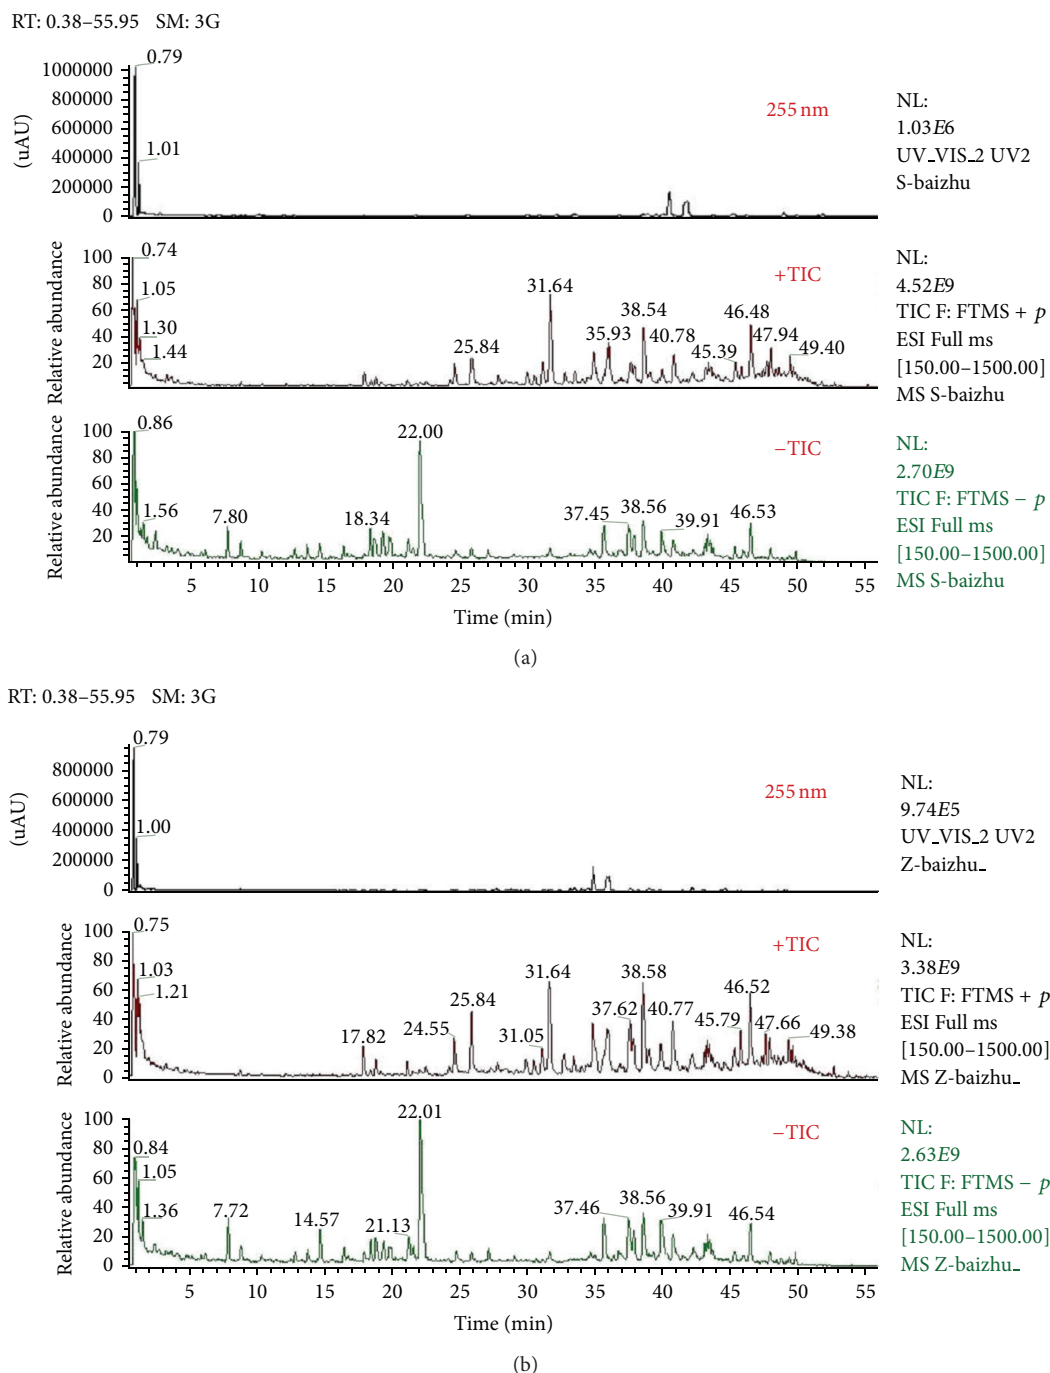 RT: 0.38–55.95 SM: 3G
0.79
1000000
800000
600000
400000
200000
0
(uAU)
1.01
255 nm
NL:
1.03E6
UV_VIS_2 UV2
S-baizhu
Relative abundance
100
80
60
40
20
0
0.74
1.05
1.30
1.44
25.84
31.64
35.93
38.54
40.78
45.39
46.48
47.94
49.40
+TIC
NL:
4.52E9
TIC F: FTMS + p
ESI Full ms
[150.00–1500.00]
MS S-baizhu
Relative abundance
100
80
60
40
20
0.86
1.56
7.80
18.34
22.00
37.45
38.56
39.91
46.53
−TIC
NL:
2.70E9
TIC F: FTMS − p
ESI Full ms
[150.00–1500.00]
MS S-baizhu
5 10 15 20 25 30 35 40 45 50 55
Time (min)
(a)
RT: 0.38–55.95 SM: 3G
0.79
800000
600000
400000
200000
0
(uAU)
1.00
255 nm
NL:
9.74E5
UV_VIS_2 UV2
Z-baizhu_
Relative abundance
100
80
60
40
20
0
0.75
1.03
1.21
17.82
24.55
25.84
31.05
31.64
37.62
38.58
40.77
45.79
46.52
47.66
49.38
+TIC
NL:
3.38E9
TIC F: FTMS + p
ESI Full ms
[150.00–1500.00]
MS Z-baizhu_
Relative abundance
100
80
60
40
20
0
0.84
1.05
1.36
7.72
14.57
21.13
22.01
37.46
38.56
39.91
46.54
−TIC
NL:
2.63E9
TIC F: FTMS − p
ESI Full ms
[150.00–1500.00]
MS Z-baizhu_
5 10 15 20 25 30 35 40 45 50 55
Time (min)
(b)